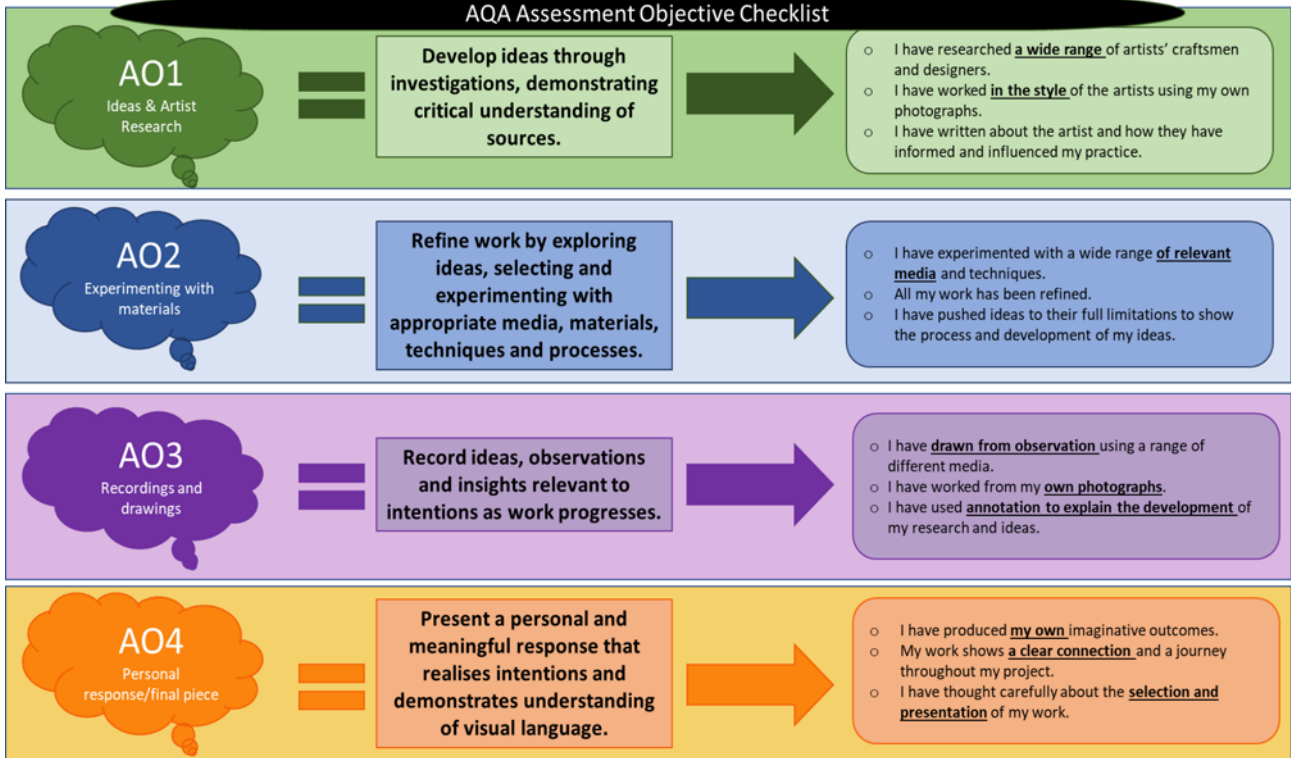 AQA Assessment Objective Checklist
AO1
Ideas & Artist
Research
Develop ideas through
investigations, demonstrating
critical understanding of
sources.
o I have researched a wide range of artists' craftsmen
and designers.
o I have worked in the style of the artists using my own
photographs.
o I have written about the artist and how they have
informed and influenced my practice.
AO2
Experimenting with
materials
Refine work by exploring
ideas, selecting and
experimenting with
appropriate media, materials,
techniques and processes.
o I have experimented with a wide range of relevant
media and techniques.
o All my work has been refined.
o I have pushed ideas to their full limitations to show
the process and development of my ideas.
AO3
Recordings and
drawings
Record ideas, observations
and insights relevant to
intentions as work progresses.
o I have drawn from observation using a range of
different media.
o I have worked from my own photographs.
o I have used annotation to explain the development of
my research and ideas.
AO4
Personal
response/final piece
Present a personal and
meaningful response that
realises intentions and
demonstrates understanding
of visual language.
o I have produced my own imaginative outcomes.
o My work shows a clear connection and a journey
throughout my project.
o I have thought carefully about the selection and
presentation of my work.